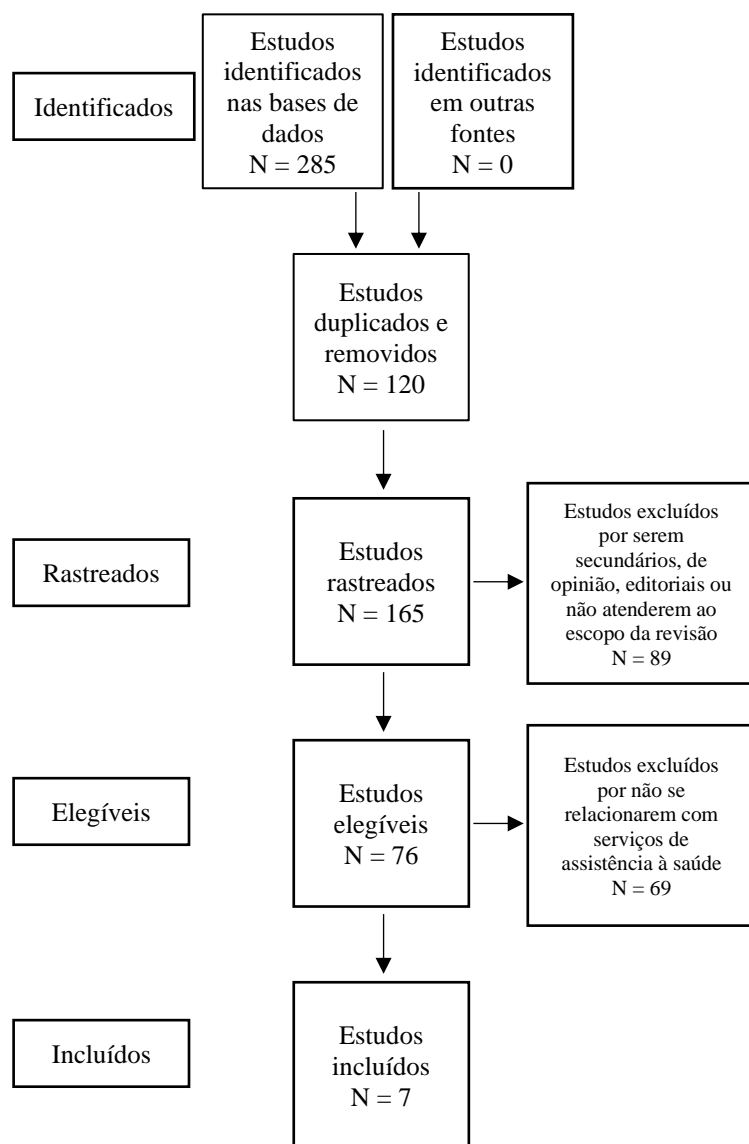 Identificados
Estudos
identificados
nas bases de
dados
N = 285
Estudos
identificados
em outras
fontes
N = 0
Estudos
duplicados e
removidos
N = 120
Rastreados
Estudos
rastreados
N = 165
Estudos excluídos
por serem
secundários, de
opinião, editoriais ou
não atenderem ao
escopo da revisão
N = 89
Elegíveis
Estudos
elegíveis
N = 76
Estudos excluídos
por não se
relacionarem com
serviços de
assistência à saúde
N = 69
Incluídos
Estudos
incluídos
N = 7